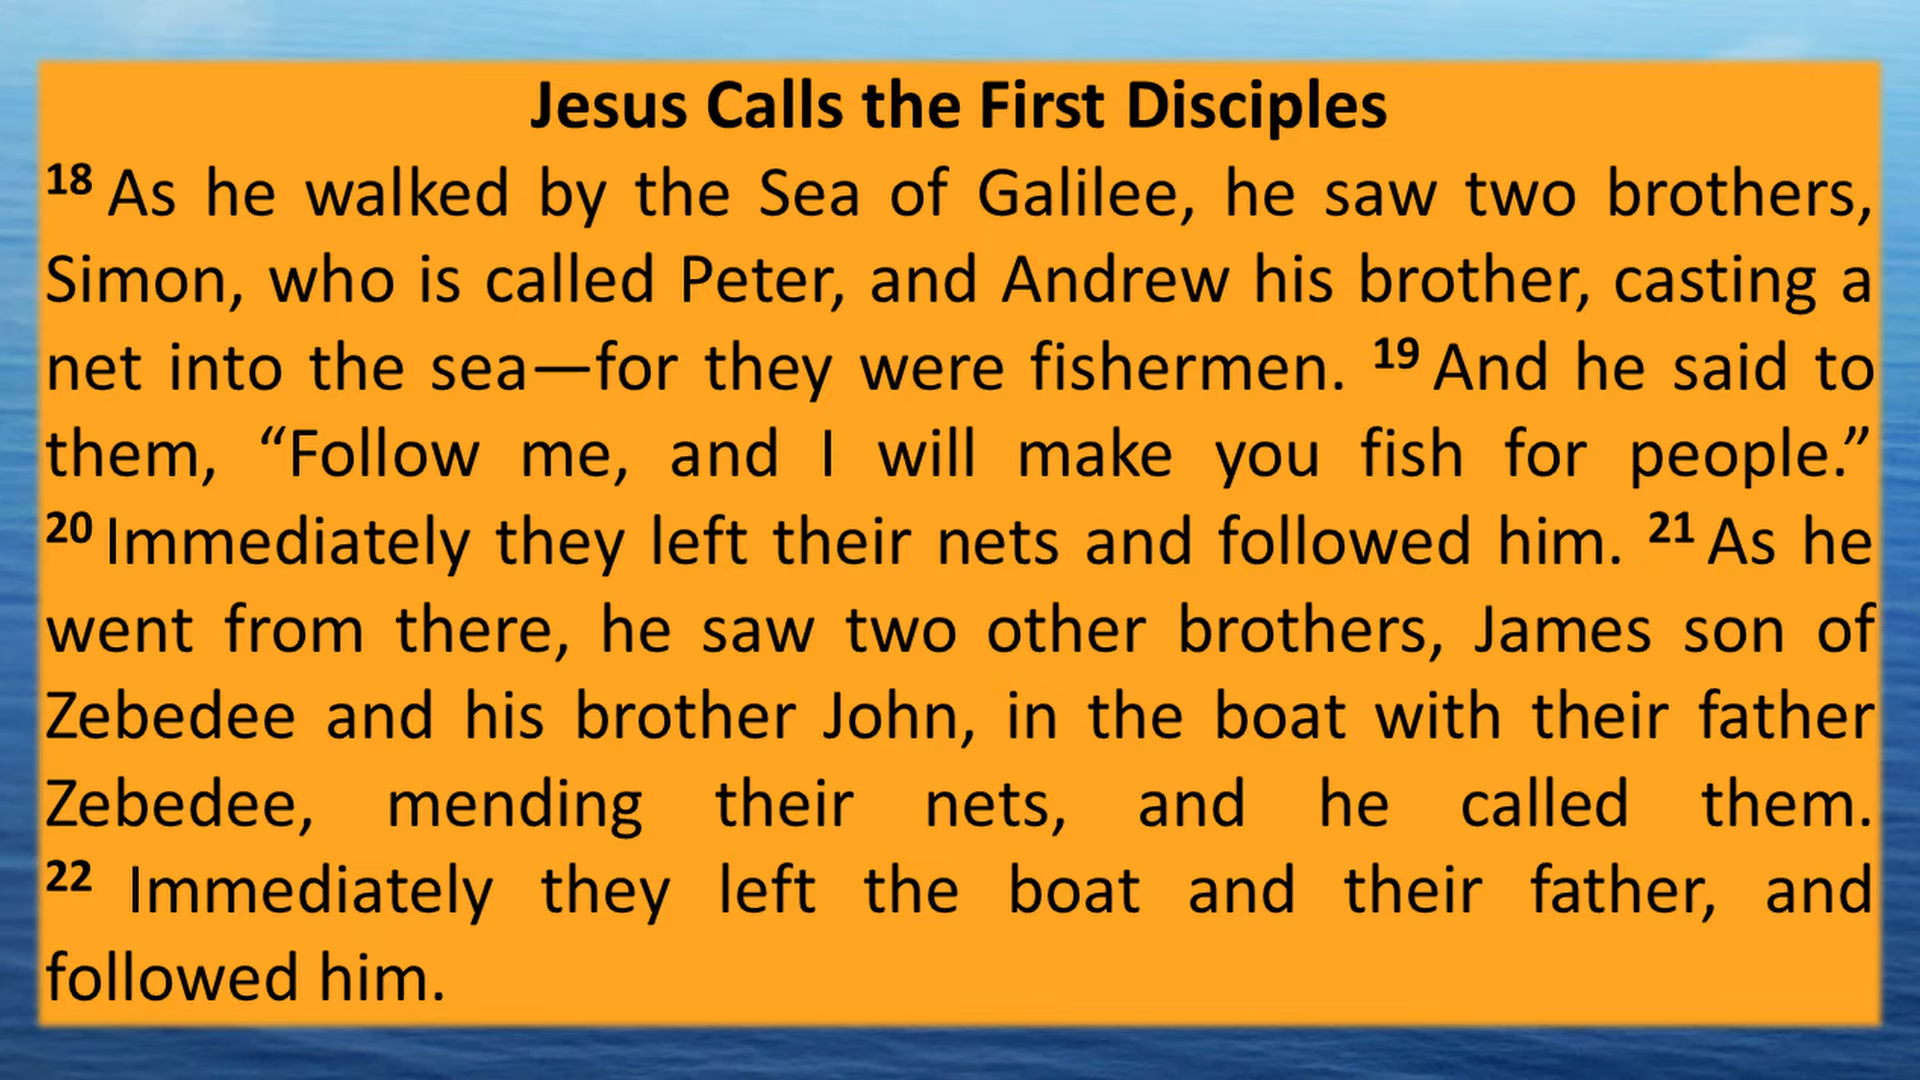 Jesus Calls the First Disciples
18 As he walked by the Sea of Galilee, he saw two brothers,
Simon, who is called Peter, and Andrew his brother, casting a
net into the sea—for they were fishermen. 19 And he said to
them, “Follow me, and I will make you fish for people.”
20 Immediately they left their nets and followed him. 21 As he
went from there, he saw two other brothers, James son of
Zebedee and his brother John, in the boat with their father
Zebedee, mending their nets, and he called them.
22 Immediately they left the boat and their father, and
followed him.